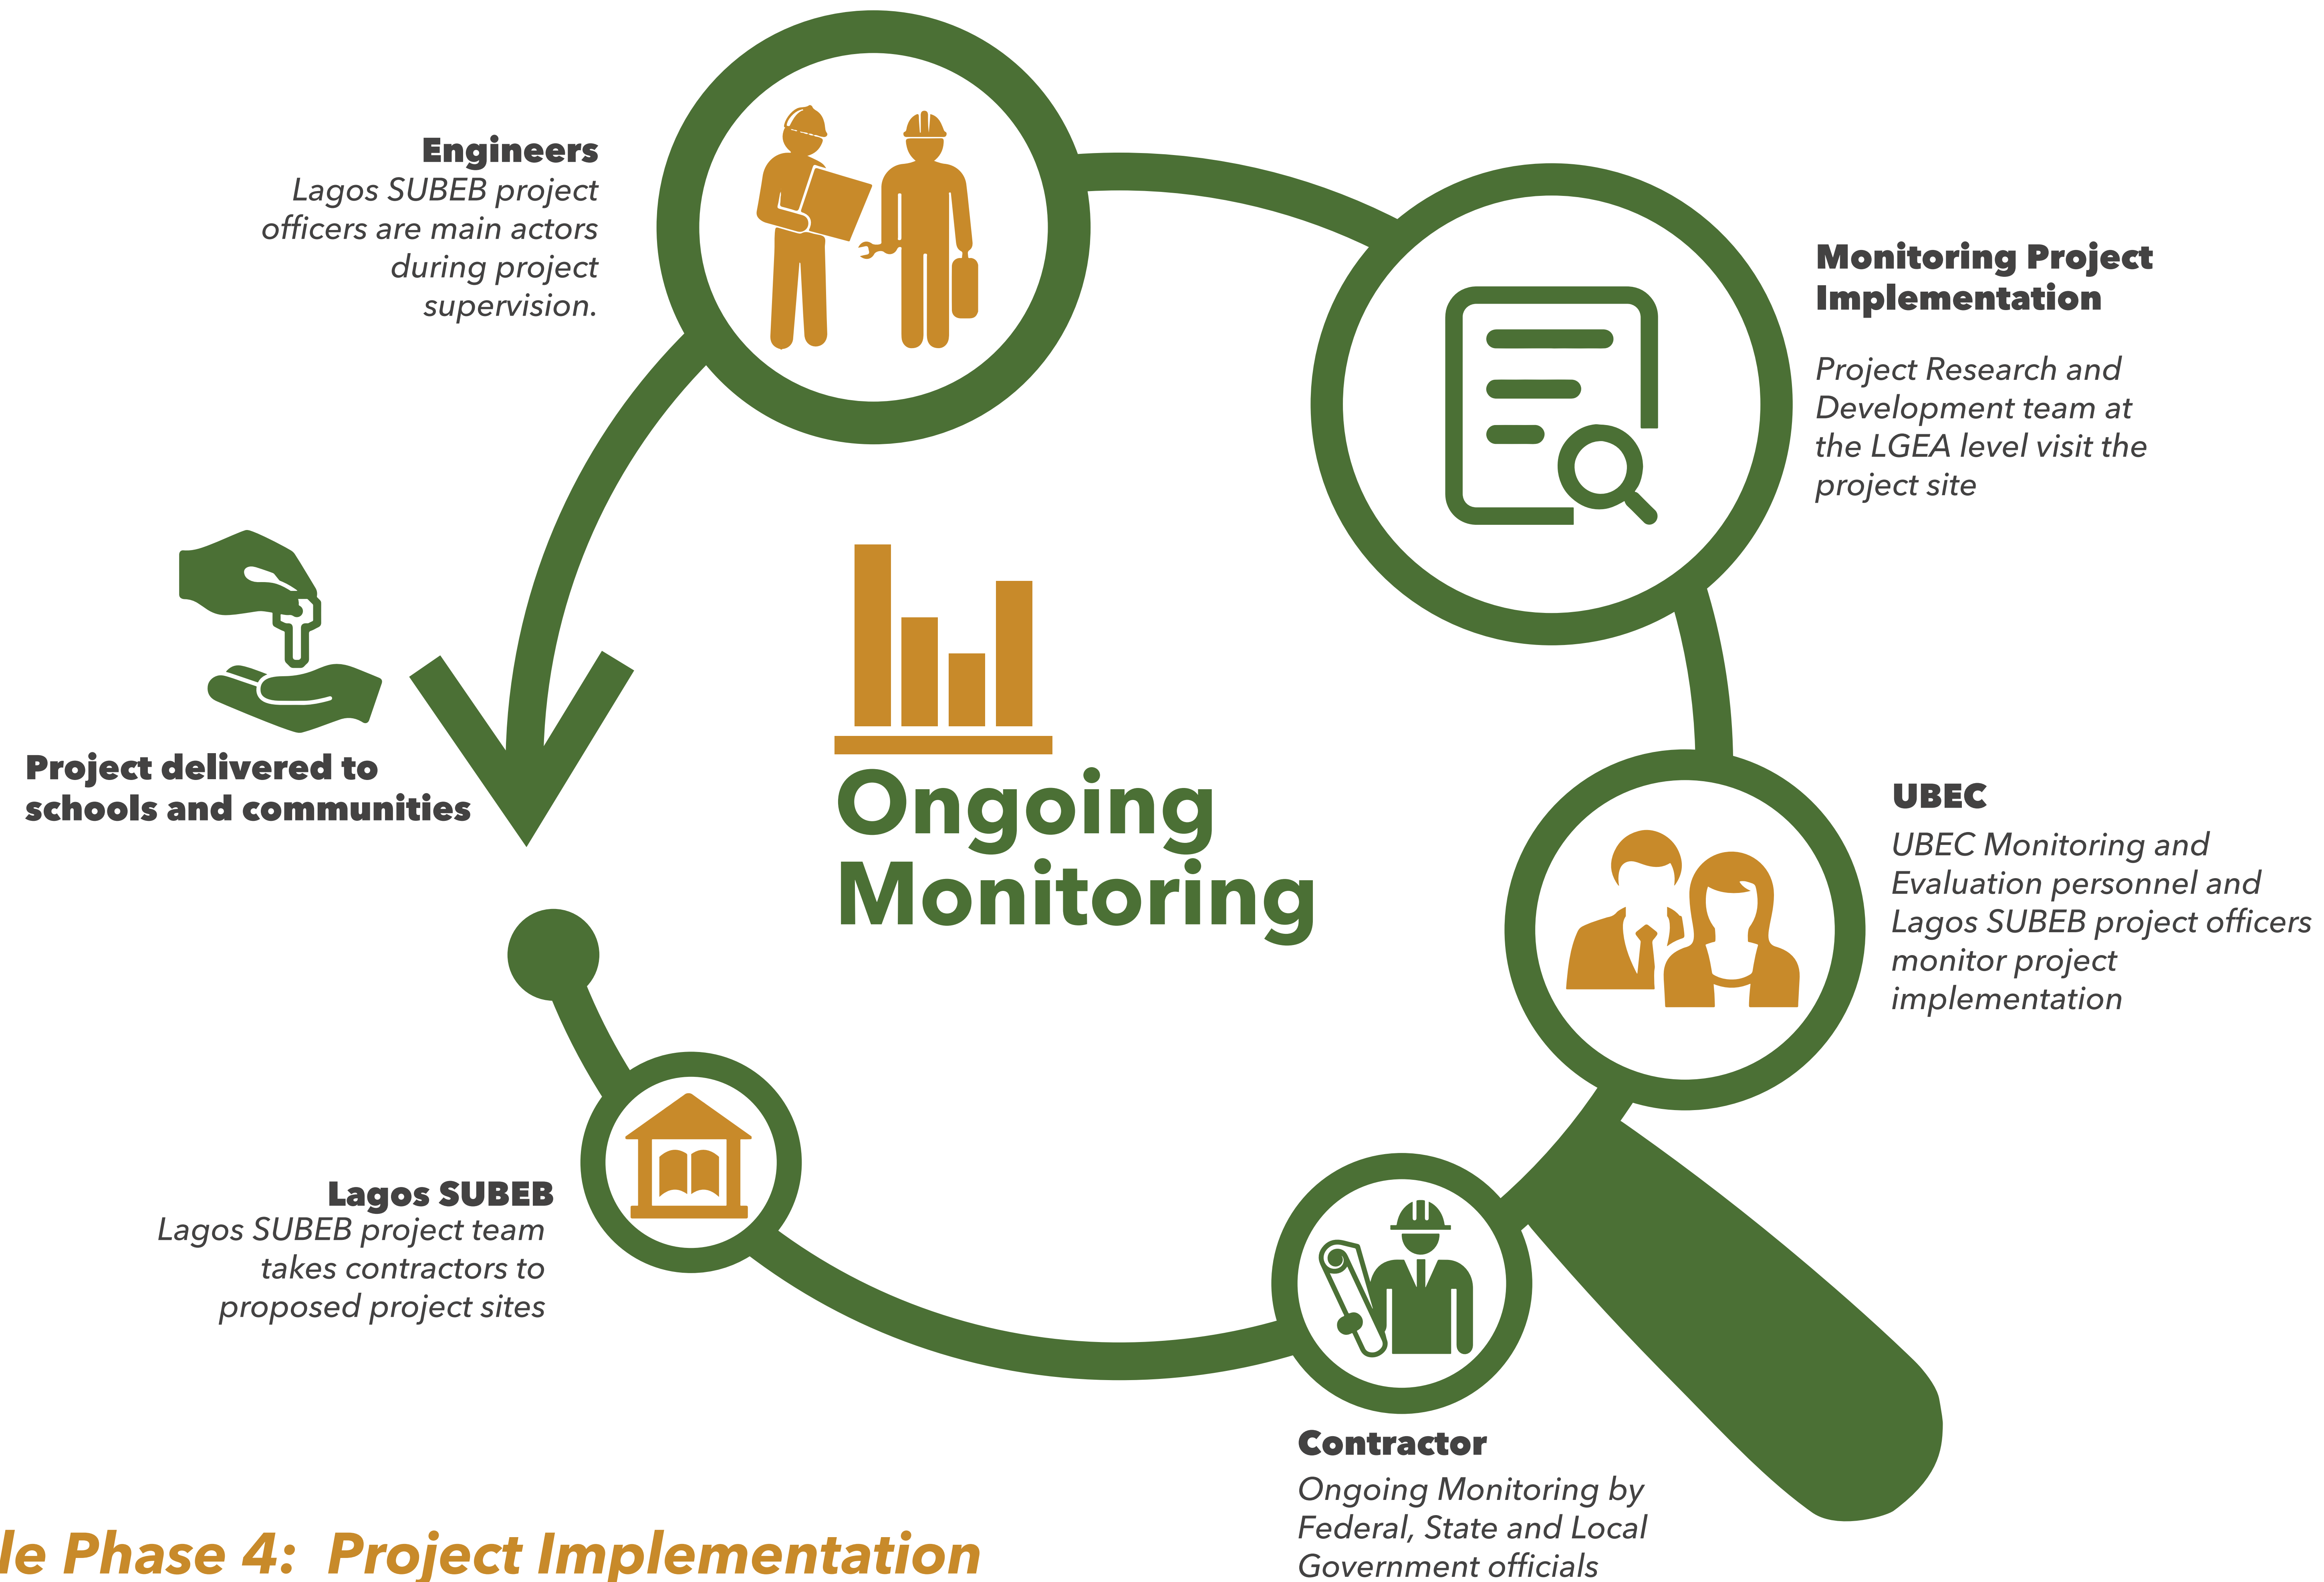 Engineers
Lagos SUBEB project
officers are main actors
during project
supervision.
Monitoring Project
Implementation
Project Research and
Development team at
the LGEA level visit the
project site
Project delivered to
schools and communities
Ongoing
Monitoring
UBEC
UBEC Monitoring and
Evaluation personnel and
Lagos SUBEB project officers
monitor project
implementation
Lagos SUBEB
Lagos SUBEB project team
takes contractors to
proposed project sites
Contractor
Ongoing Monitoring by
Federal, State and Local
Government officials
le Phase 4: Project Implementation